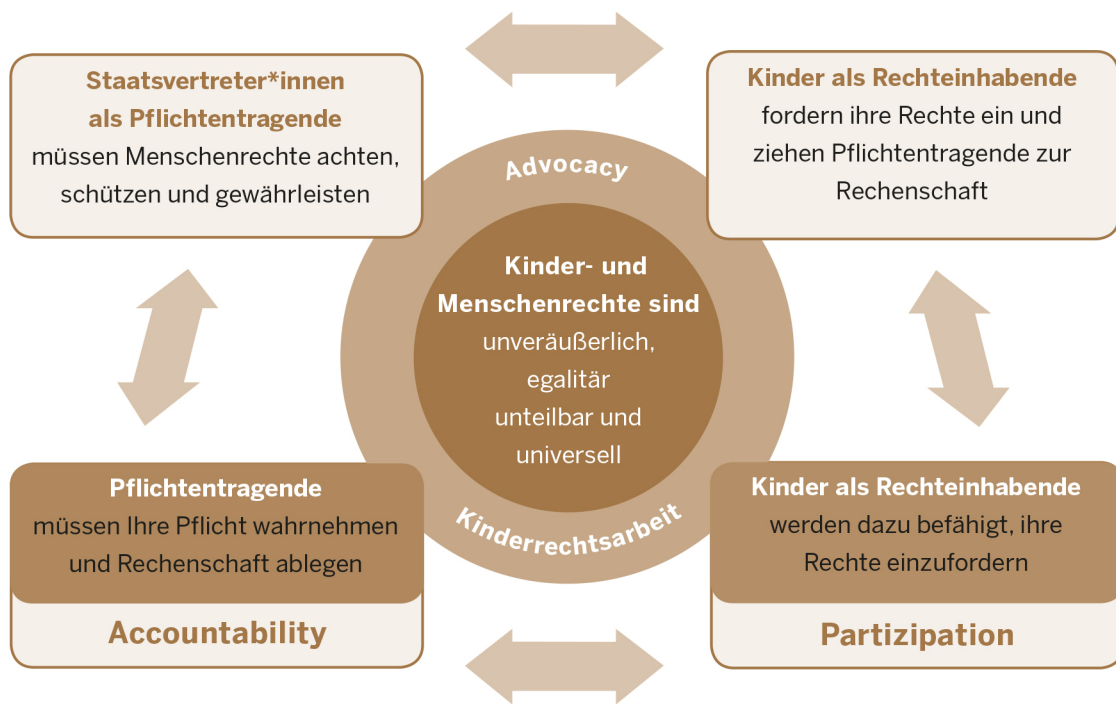 Staatsvertreter*innen
als Pflichtentragende
müssen Menschenrechte achten,
schützen und gewährleisten
Kinder als Rechteinhabende
fordern ihre Rechte ein und
ziehen Pflichtentragende zur
Rechenschaft
Advocacy
Kinder- und
Menschenrechte sind
unveräußerlich,
egalitär
unteilbar und
universell
Kinderrechtsarbeit
Pflichtentragende
müssen Ihre Pflicht wahrnehmen
und Rechenschaft ablegen
Accountability
Kinder als Rechteinhabende
werden dazu befähigt, ihre
Rechte einzufordern
Partizipation